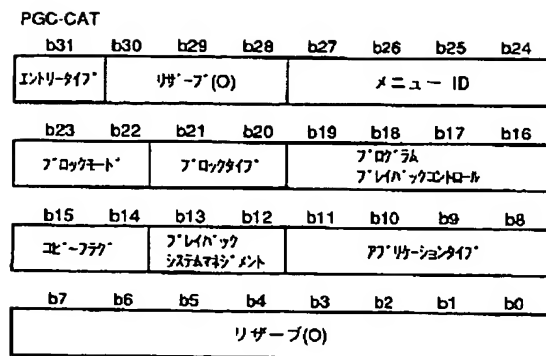 PGC-CAT
b31 b30 b29 b28 b27 b26 b25 b24
エントリータイプ リザーブ(O) メニュー ID
b23 b22 b21 b20 b19 b18 b17 b16
ブロックモード ブロックタイプ プログラム
プレイバックコントロール
b15 b14 b13 b12 b11 b10 b9 b8
コピーフラグ プレイバック
システムマネジメント アプリケーションタイプ
b7 b6 b5 b4 b3 b2 b1 b0
リザーブ(O)